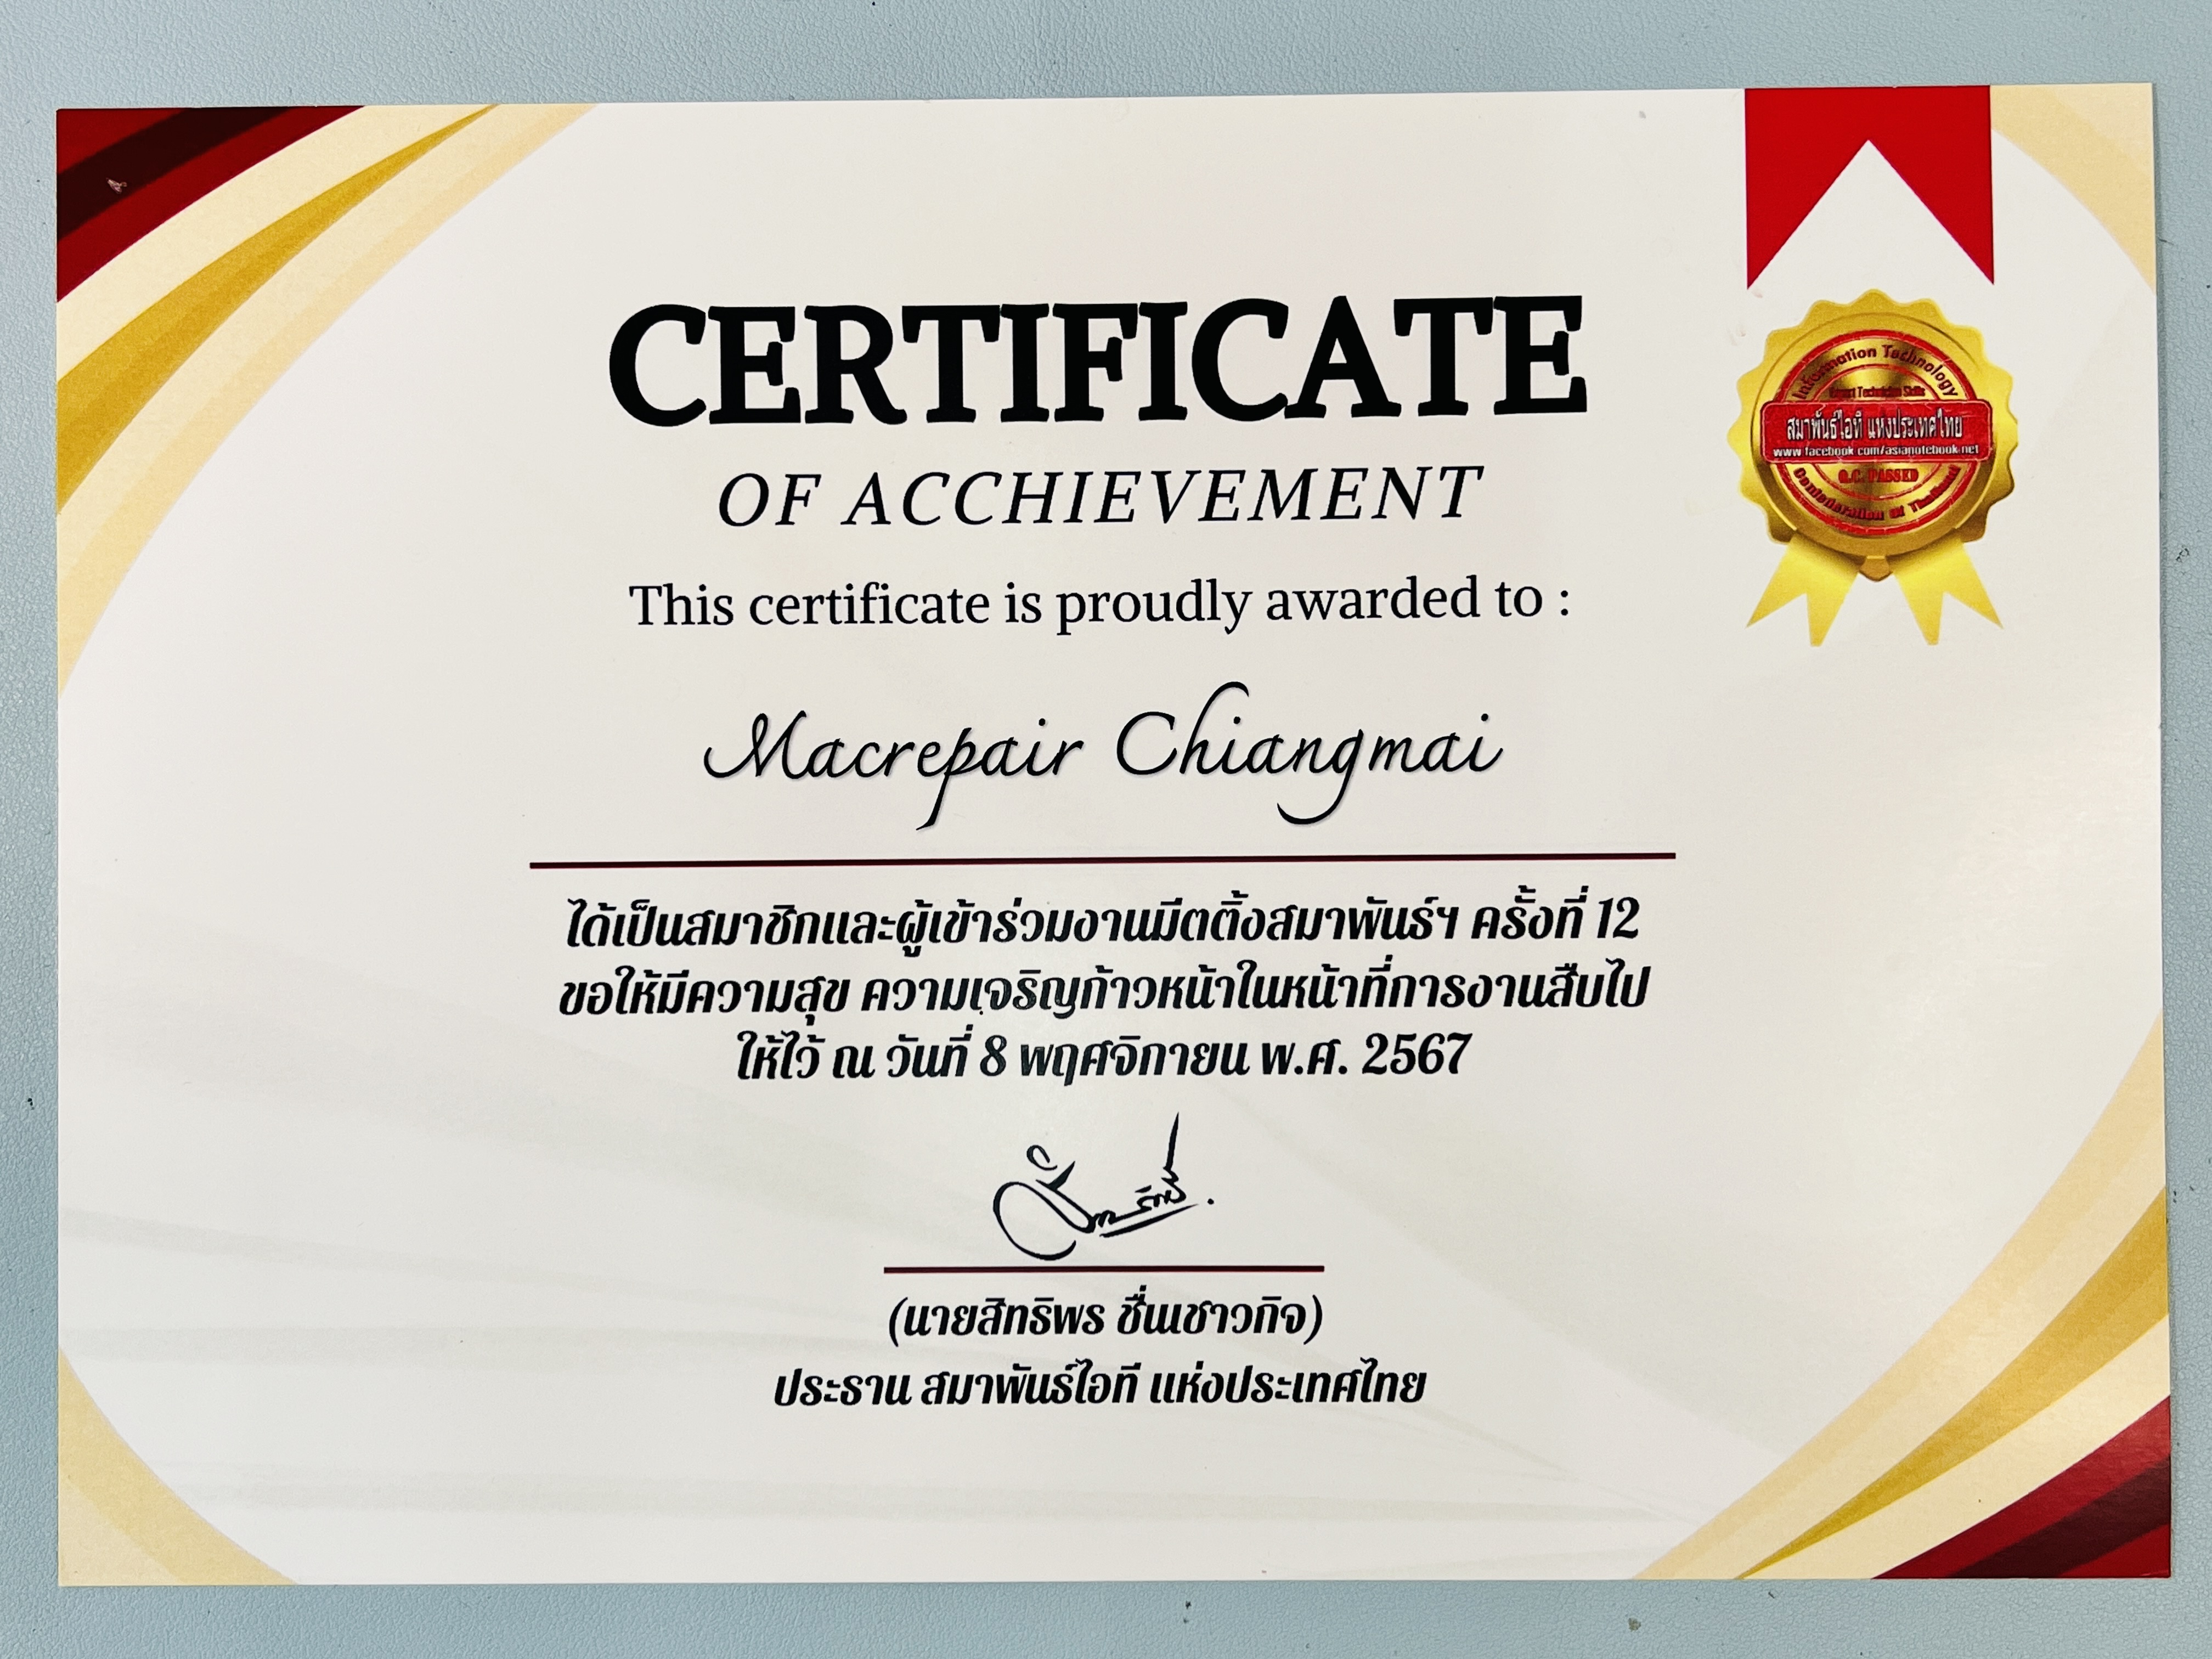 CERTIFICATE
OF ACCHIEVEMENT
This certificate is proudly awarded to :
Macrepair Chiangmai
ได้เป็นสมาชิกและผู้เข้าร่วมงานมีตติ้งสมาพันธ์ฯ ครั้งที่ 12
ขอให้มีความสุข ความเจริญก้าวหน้าในหน้าที่การงานสืบไป
ให้ไว้ ณ วันที่ 8 พฤศจิกายน พ.ศ. 2567
(นายสิทธิพร ชื่นเชาวกิจ)
ประธาน สมาพันธ์ไอที แห่งประเทศไทย
Information Technology
Technician Skills
สมาพันธ์ไอที แห่งประเทศไทย
www.facebook.com/asianotebook.net
Q.C. PASSED
Confederation of Thailand